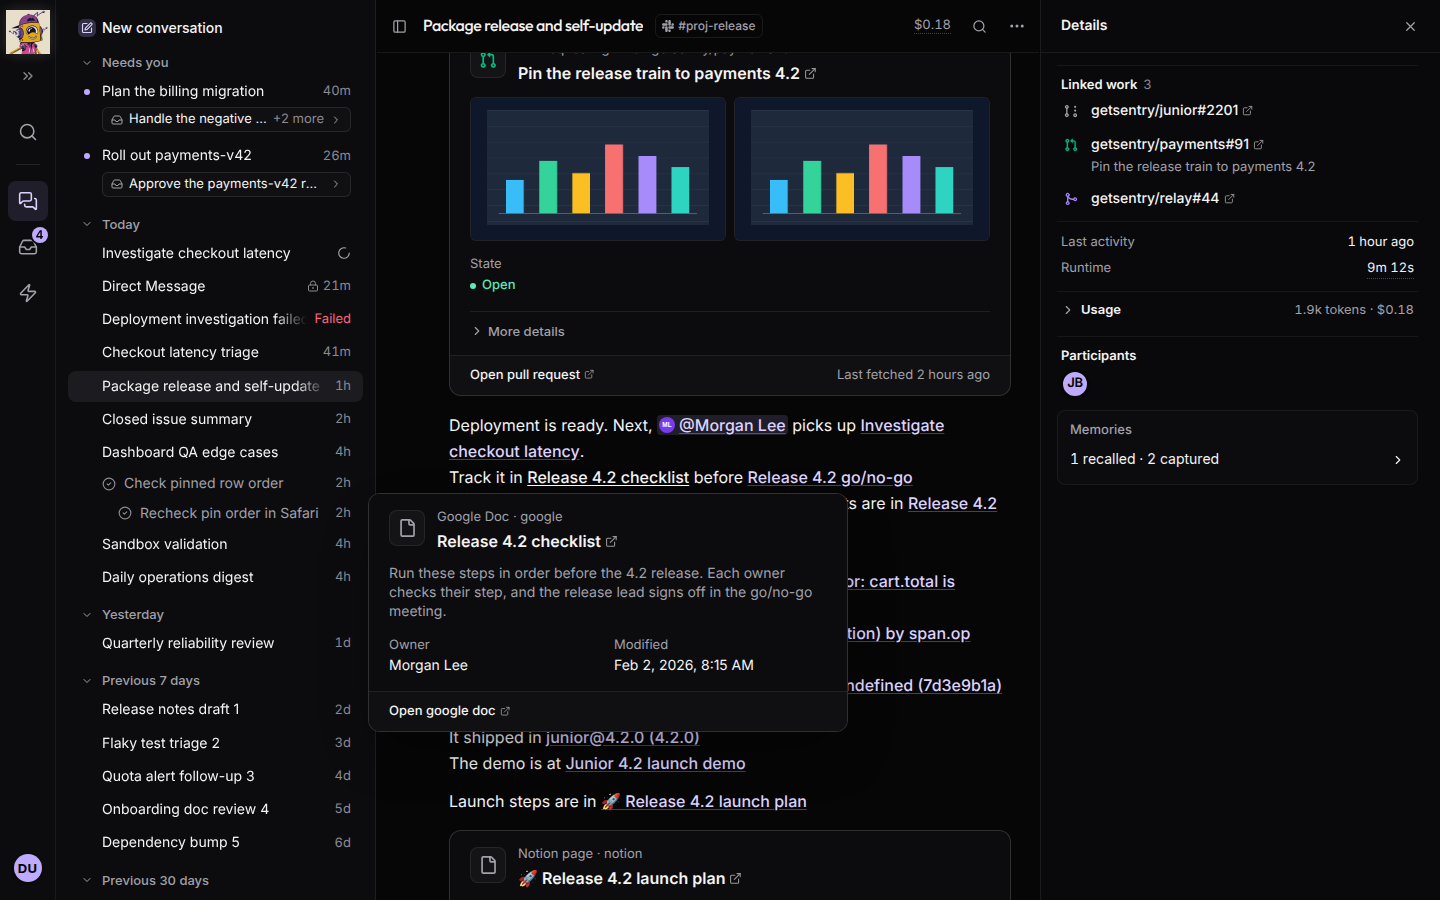 New conversation
Needs you
Plan the billing migration 40m
Handle the negative ... +2 more
Roll out payments-v42 26m
Approve the payments-v42 r...
Today
Investigate checkout latency
Direct Message 21m
Deployment investigation failed Failed
Checkout latency triage 41m
Package release and self-update 1h
Closed issue summary 2h
Dashboard QA edge cases 4h
Check pinned row order 2h
Recheck pin order in Safari 2h
Sandbox validation 4h
Daily operations digest 4h
Yesterday
Quarterly reliability review 1d
Previous 7 days
Release notes draft 1 2d
Flaky test triage 2 3d
Quota alert follow-up 3 4d
Onboarding doc review 4 5d
Dependency bump 5 6d
Previous 30 days
4
DU
Package release and self-update #proj-release $0.18
Pin the release train to payments 4.2
State
Open
More details
Open pull request Last fetched 2 hours ago
Deployment is ready. Next, ML @Morgan Lee picks up Investigate
checkout latency.
Track it in Release 4.2 checklist before Release 4.2 go/no-go
s are in Release 4.2
Google Doc · google
Release 4.2 checklist
Run these steps in order before the 4.2 release. Each owner
checks their step, and the release lead signs off in the go/no-go
meeting.
Owner Modified
Morgan Lee Feb 2, 2026, 8:15 AM
Open google doc
or: cart.total is
tion) by span.op
ndefined (7d3e9b1a)
It shipped in junior@4.2.0 (4.2.0)
The demo is at Junior 4.2 launch demo
Launch steps are in 🚀 Release 4.2 launch plan
Notion page · notion
🚀 Release 4.2 launch plan
Details
Linked work 3
getsentry/junior#2201
getsentry/payments#91
Pin the release train to payments 4.2
getsentry/relay#44
Last activity 1 hour ago
Runtime 9m 12s
Usage 1.9k tokens · $0.18
Participants
JB
Memories
1 recalled · 2 captured